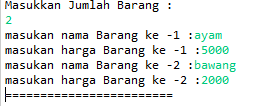 Masukkan Jumlah Barang :
2
masukan nama Barang ke -1 :ayam
masukan harga Barang ke -1 :5000
masukan nama Barang ke -2 :bawang
masukan harga Barang ke -2 :2000
========================